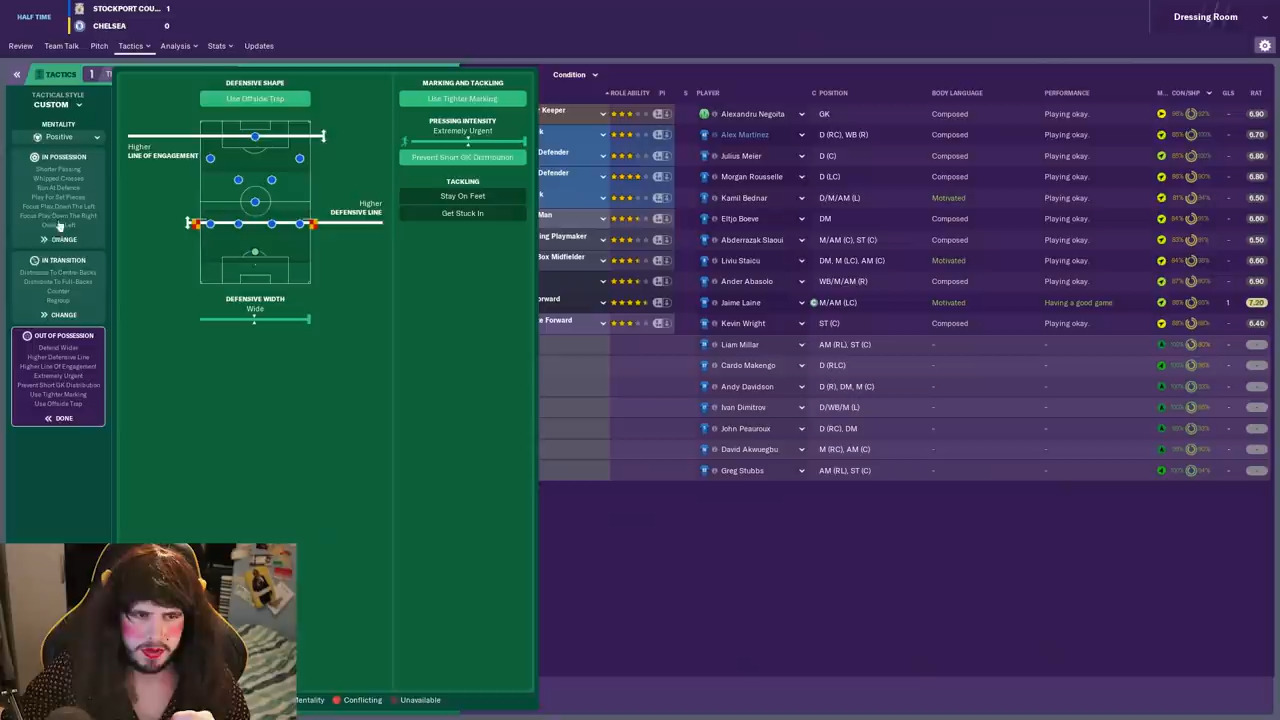 HALF TIME
STOCKPORT COU... 1
CHELSEA 0
Dressing Room
Review Team Talk Pitch Tactics Analysis Stats Updates
TACTICS 1
TACTICAL STYLE
CUSTOM
MENTALITY
Positive
IN POSSESSION
Shorter Passing
Whipped Crosses
Run At Defence
Play For Set Pieces
Focus Play Down The Left
Focus Play Down The Right
CHANGE
IN TRANSITION
Distribute To Centre-Backs
Distribute To Full-Backs
Counter
Regroup
CHANGE
OUT OF POSSESSION
Defend Wider
Higher Defensive Line
Higher Line Of Engagement
Extremely Urgent
Prevent Short GK Distribution
Use Tighter Marking
Use Offside Trap
DONE
DEFENSIVE SHAPE
Use Offside Trap
Higher
LINE OF ENGAGEMENT
Higher
DEFENSIVE LINE
DEFENSIVE WIDTH
Wide
MARKING AND TACKLING
Use Tighter Marking
PRESSING INTENSITY
Extremely Urgent
Prevent Short GK Distribution
TACKLING
Stay On Feet
Get Stuck In
Condition
ROLE ABILITY PI S PLAYER C POSITION BODY LANGUAGE PERFORMANCE M... CON/SHP GLS RAT
Keeper Alexandru Negoita GK Composed Playing okay. - 6.90
k Alex Martinez D (RC), WB (R) Composed Playing okay. - 6.70
Defender Julius Meier D (C) Composed Playing okay. - 6.80
Defender Morgan Rousselle D (LC) Composed Playing okay. - 6.80
k Kamil Bednar D/M/AM (L) Motivated Playing okay. - 6.60
Man Eltjo Boeve DM Composed Playing okay. - 6.80
ing Playmaker Abderrazak Slaoui M/AM (C), ST (C) Composed Playing okay. - 6.50
Box Midfielder Liviu Staicu DM, M (LC), AM (C) Motivated Playing okay. - 6.60
Ander Abasolo WB/M/AM (R) Composed Playing okay. - 6.90
orward Jaime Laine C M/AM (LC) Motivated Having a good game. 1 7.20
e Forward Kevin Wright ST (C) Composed Playing okay. - 6.40
Liam Millar AM (RL), ST (C) - - - -
Cardo Makengo D (RLC) - - - -
Andy Davidson D (R), DM, M (C) - - - -
Ivan Dimitrov D/WB/M (L) - - - -
John Peauroux D (RC), DM - - - -
David Akwuegbu M (RC), AM (C) - - - -
Greg Stubbs AM (RL), ST (C) - - - -
Mentality Conflicting Unavailable